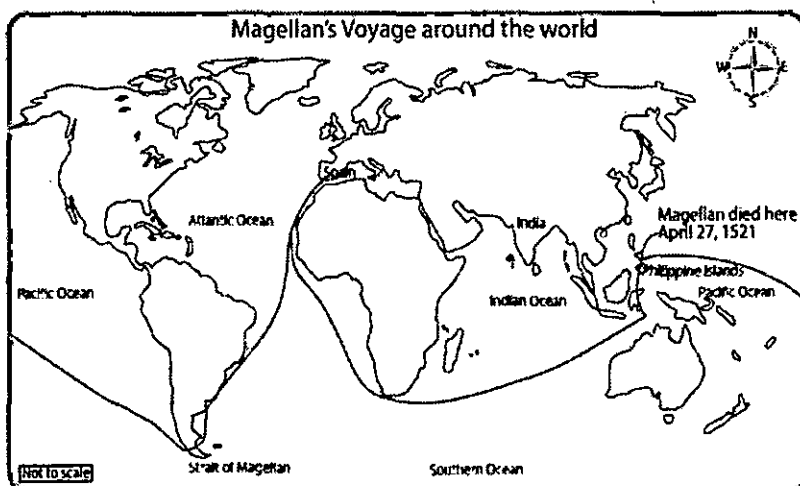 Magellan's Voyage around the world
N
W E
S
Spain
Atlantic Ocean
India
Magellan died here
April 27, 1521
Philippine Islands
Pacific Ocean
Pacific Ocean
Indian Ocean
Not to scale
Strait of Magellan
Southern Ocean